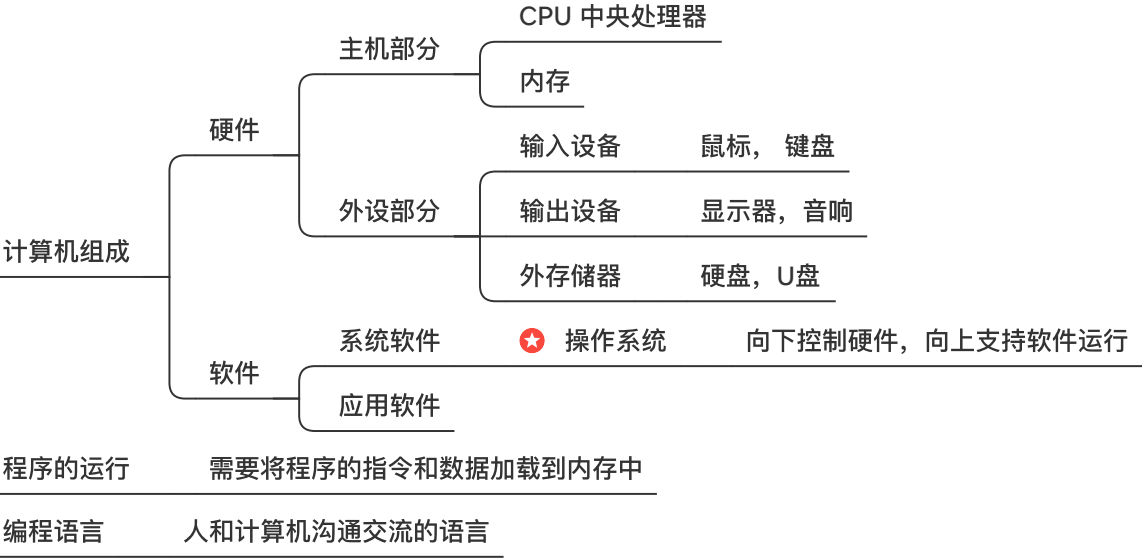 CPU 中央处理器
主机部分
内存
硬件
输入设备 鼠标， 键盘
外设部分 输出设备 显示器，音响
计算机组成
外存储器 硬盘，U盘
系统软件 操作系统 向下控制硬件，向上支持软件运行
软件
应用软件
程序的运行 需要将程序的指令和数据加载到内存中
编程语言 人和计算机沟通交流的语言